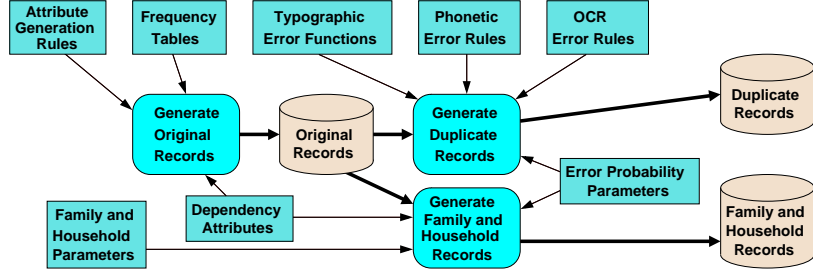 Attribute
Generation
Rules
Frequency
Tables
Typographic
Error Functions
Phonetic
Error Rules
OCR
Error Rules
Generate
Original
Records
Original
Records
Generate
Duplicate
Records
Duplicate
Records
Error Probability
Parameters
Dependency
Attributes
Family and
Household
Parameters
Generate
Family and
Household
Records
Family and
Household
Records